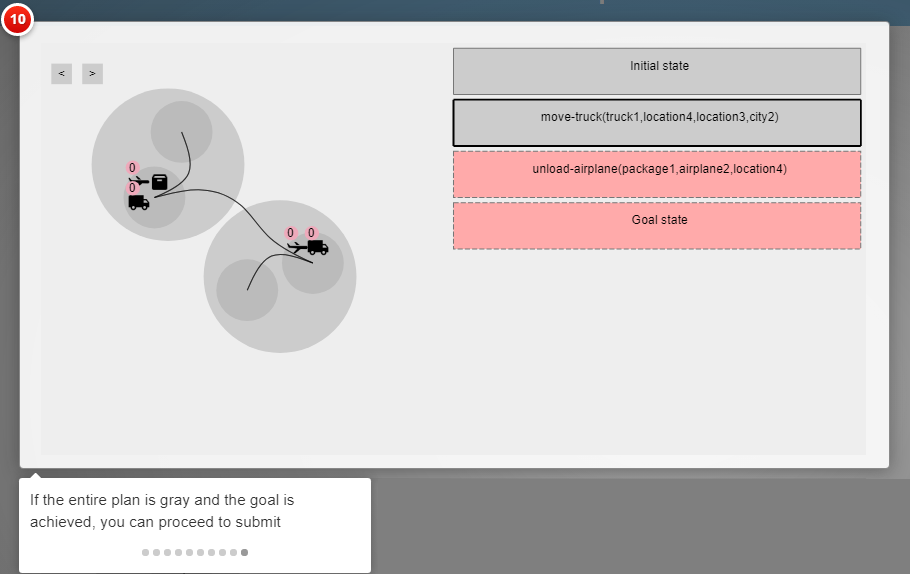 10
< >
Initial state
move-truck(truck1,location4,location3,city2)
unload-airplane(package1,airplane2,location4)
Goal state
0
0
0 0
If the entire plan is gray and the goal is
achieved, you can proceed to submit